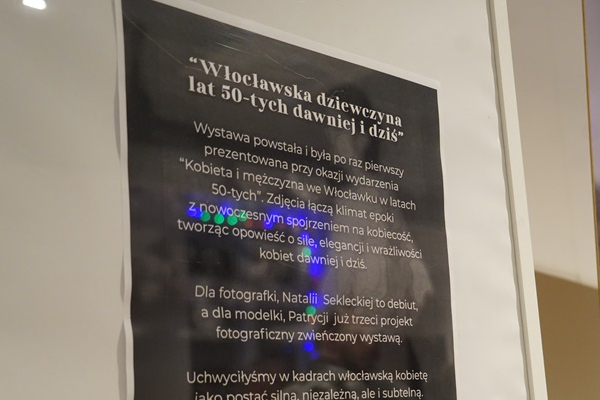 “Włocławska dziewczyna
lat 50-tych dawniej i dziś”
Wystawa powstała i była po raz pierwszy
prezentowana przy okazji wydarzenia
“Kobieta i mężczyzna we Włocławku w latach
50-tych”. Zdjęcia łączą klimat epoki
z nowoczesnym spojrzeniem na kobiecość,
tworząc opowieść o sile, elegancji i wrażliwości
kobiet dawniej i dziś.
Dla fotografki, Natalii Sekleckiej to debiut,
a dla modelki, Patrycji już trzeci projekt
fotograficzny zwieńczony wystawą.
Uchwyciłyśmy w kadrach włocławską kobietę
jako postać silną, niezależną, ale i subtelną.